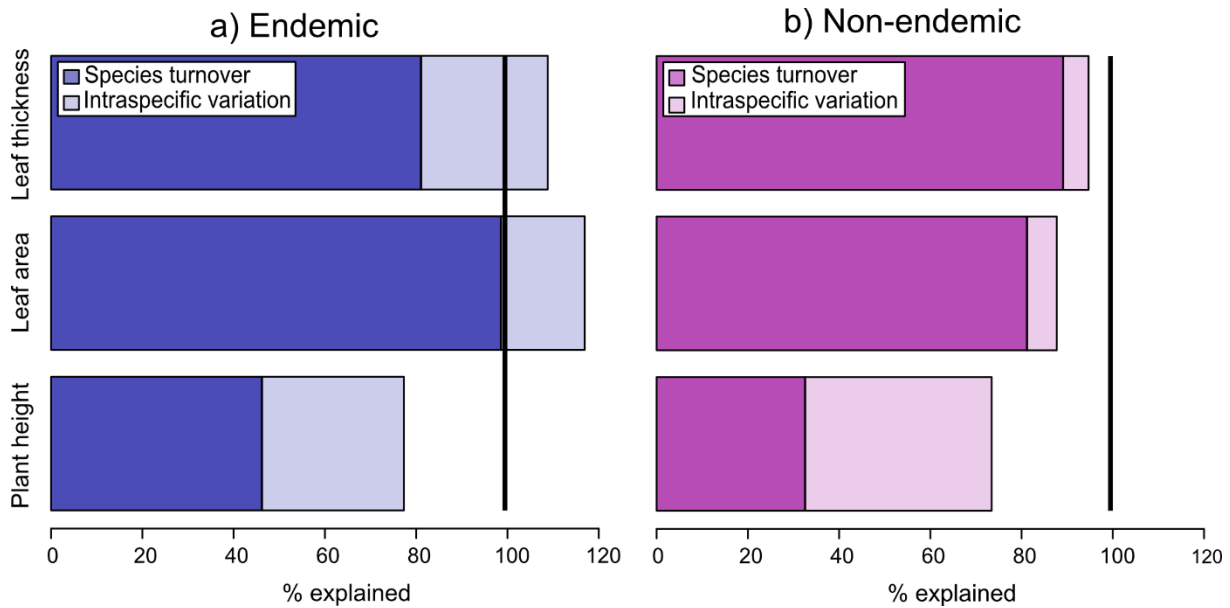 a) Endemic
Species turnover
Intraspecific variation
Leaf thickness
Leaf area
Plant height
0 20 40 60 80 100 120
% explained
b) Non-endemic
Species turnover
Intraspecific variation
0 20 40 60 80 100 120
% explained